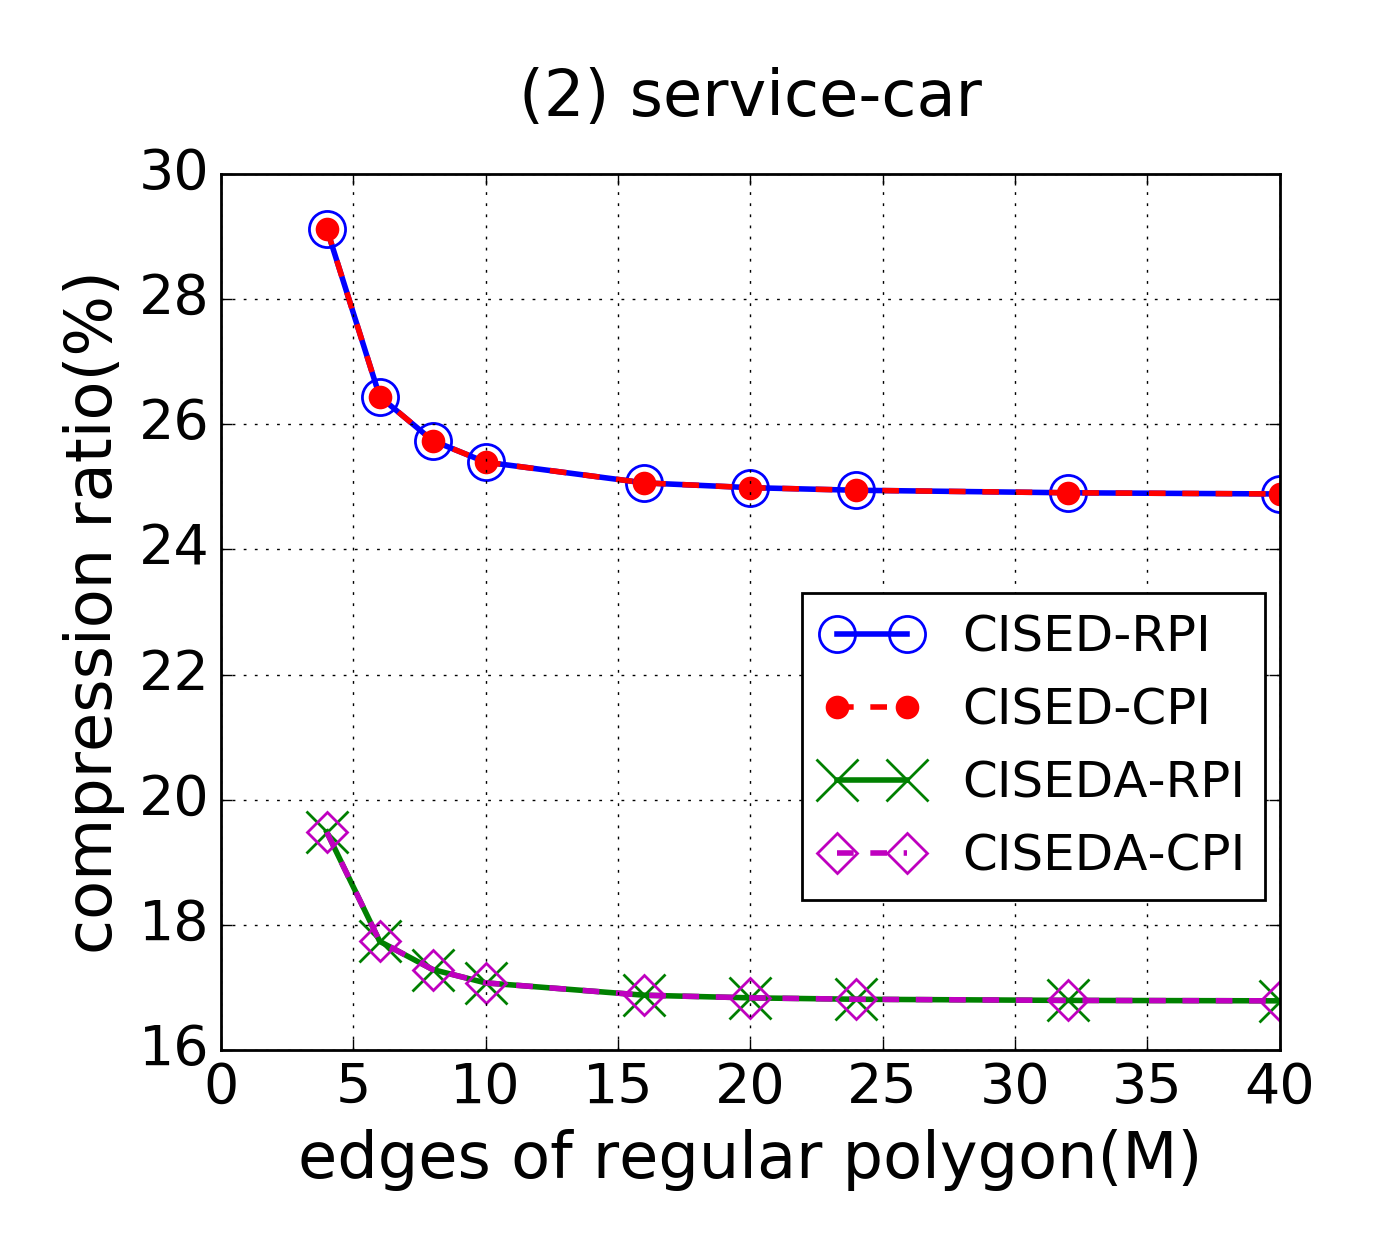 (2) service-car
30
28
26
24
22
20
18
16
compression ratio(%)
CISED-RPI
CISED-CPI
CISEDA-RPI
CISEDA-CPI
0 5 10 15 20 25 30 35 40
edges of regular polygon(M)